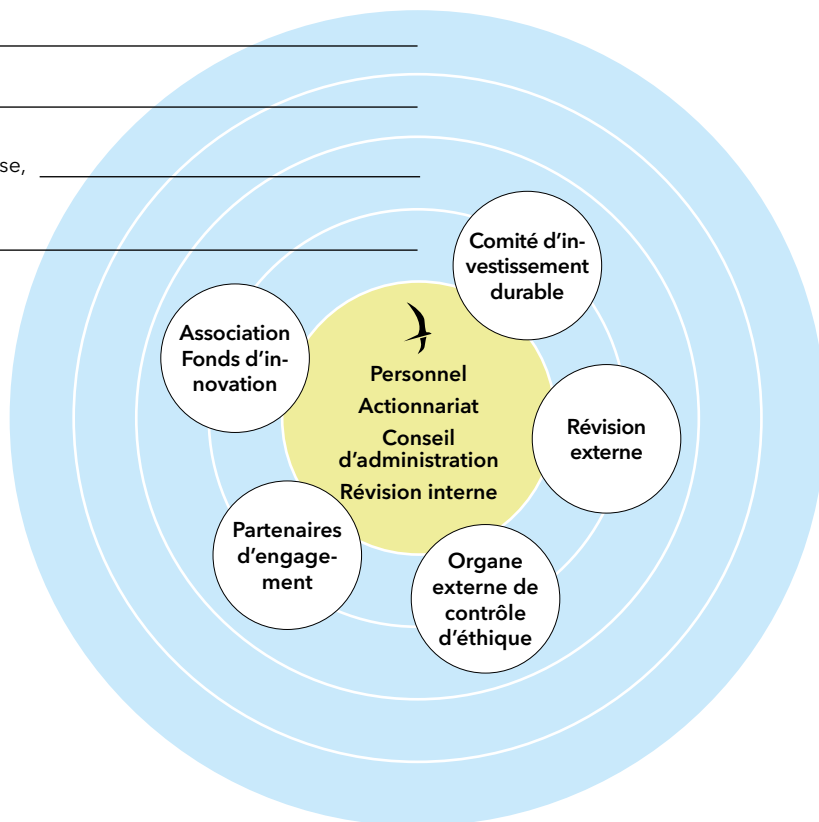 se,
Comité d'in-
vestissement
durable
Association
Fonds d'in-
novation
Personnel
Actionnariat
Conseil
d'administration
Révision interne
Révision
externe
Partenaires
d'engage-
ment
Organe
externe de
contrôle
d'éthique